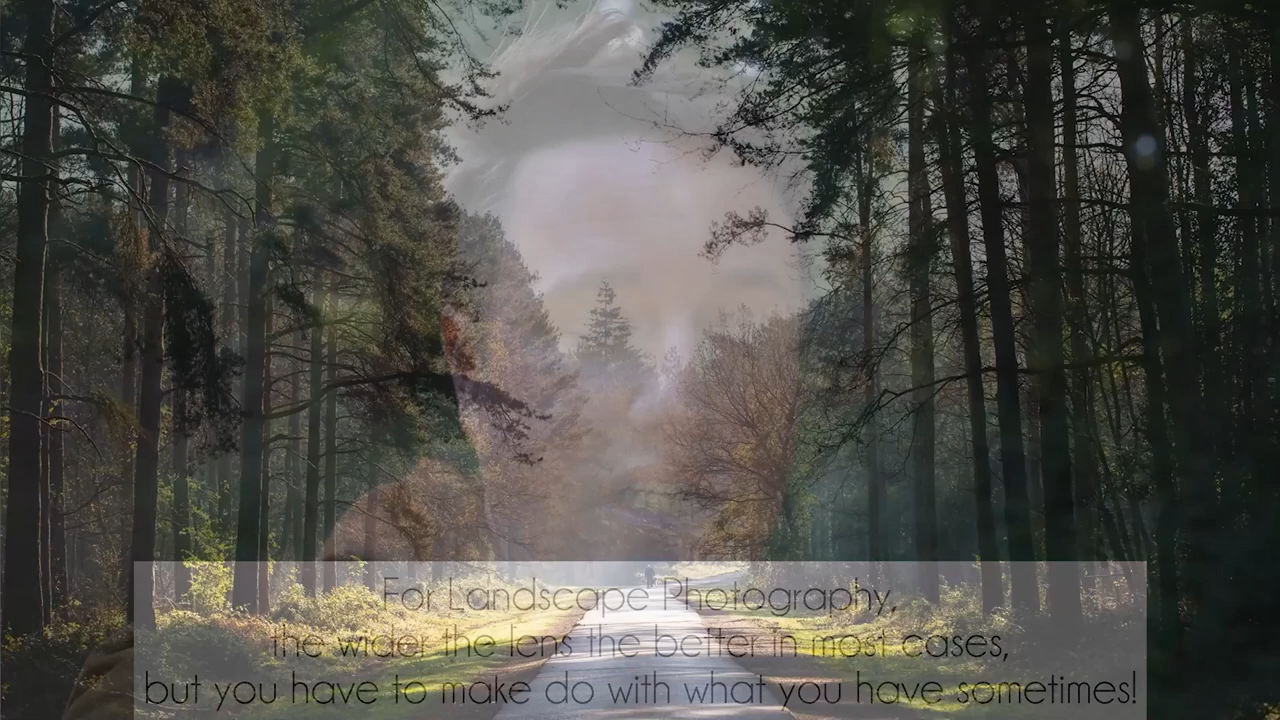 For Landscape Photography,
the wider the lens the better in most cases,
but you have to make do with what you have sometimes!